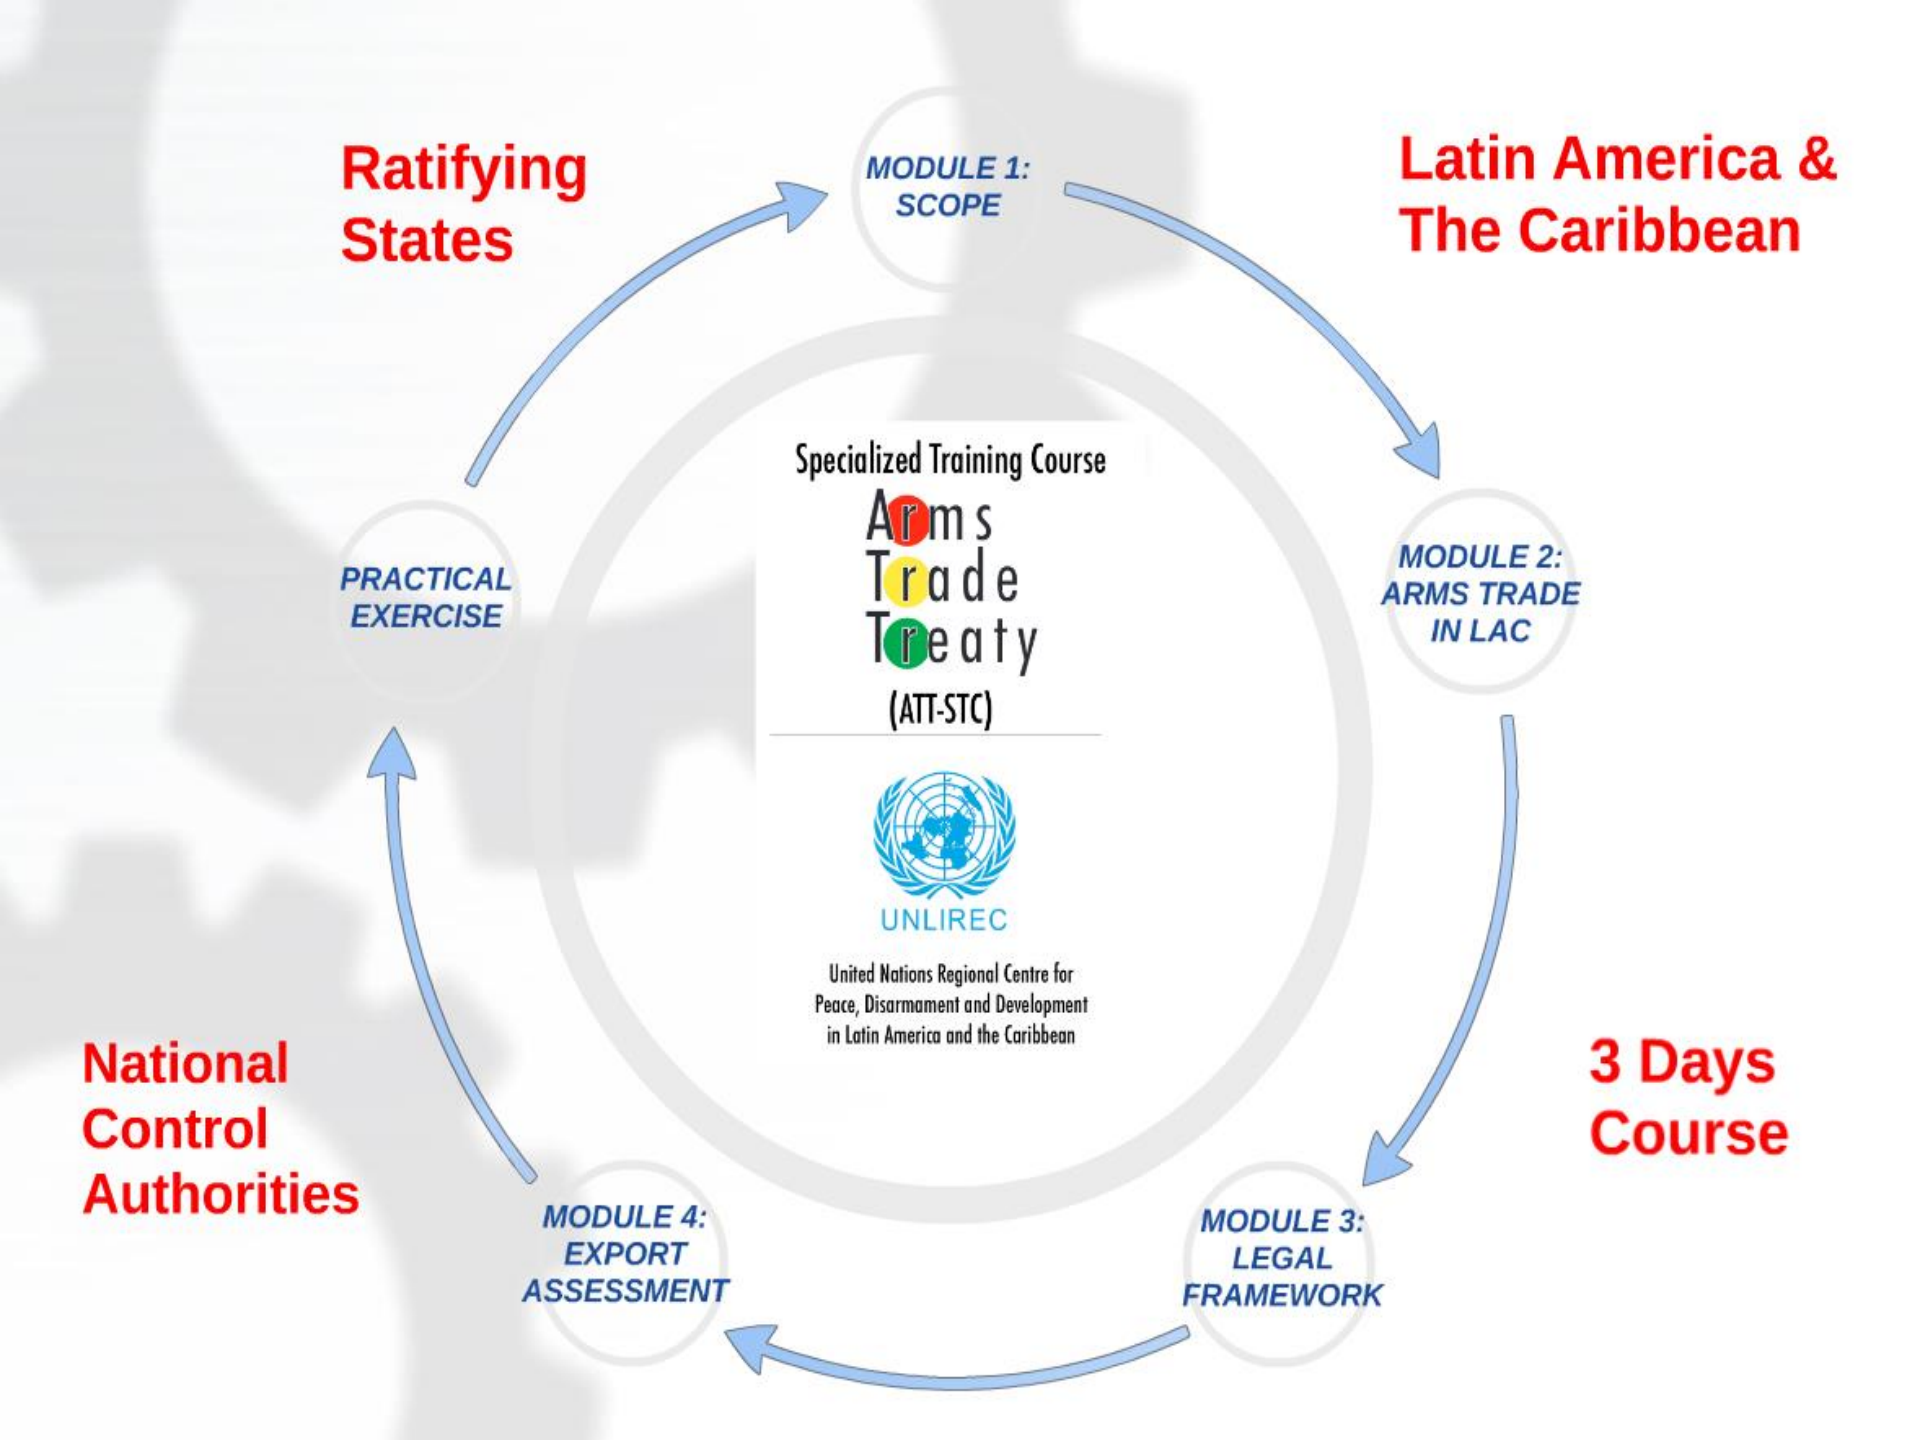 Ratifying
States
MODULE 1:
SCOPE
Latin America &
The Caribbean
Specialized Training Course
Arms
Trade
Treaty
(ATT-STC)
UNLIREC
United Nations Regional Centre for
Peace, Disarmament and Development
in Latin America and the Caribbean
PRACTICAL
EXERCISE
MODULE 2:
ARMS TRADE
IN LAC
National
Control
Authorities
3 Days
Course
MODULE 4:
EXPORT
ASSESSMENT
MODULE 3:
LEGAL
FRAMEWORK